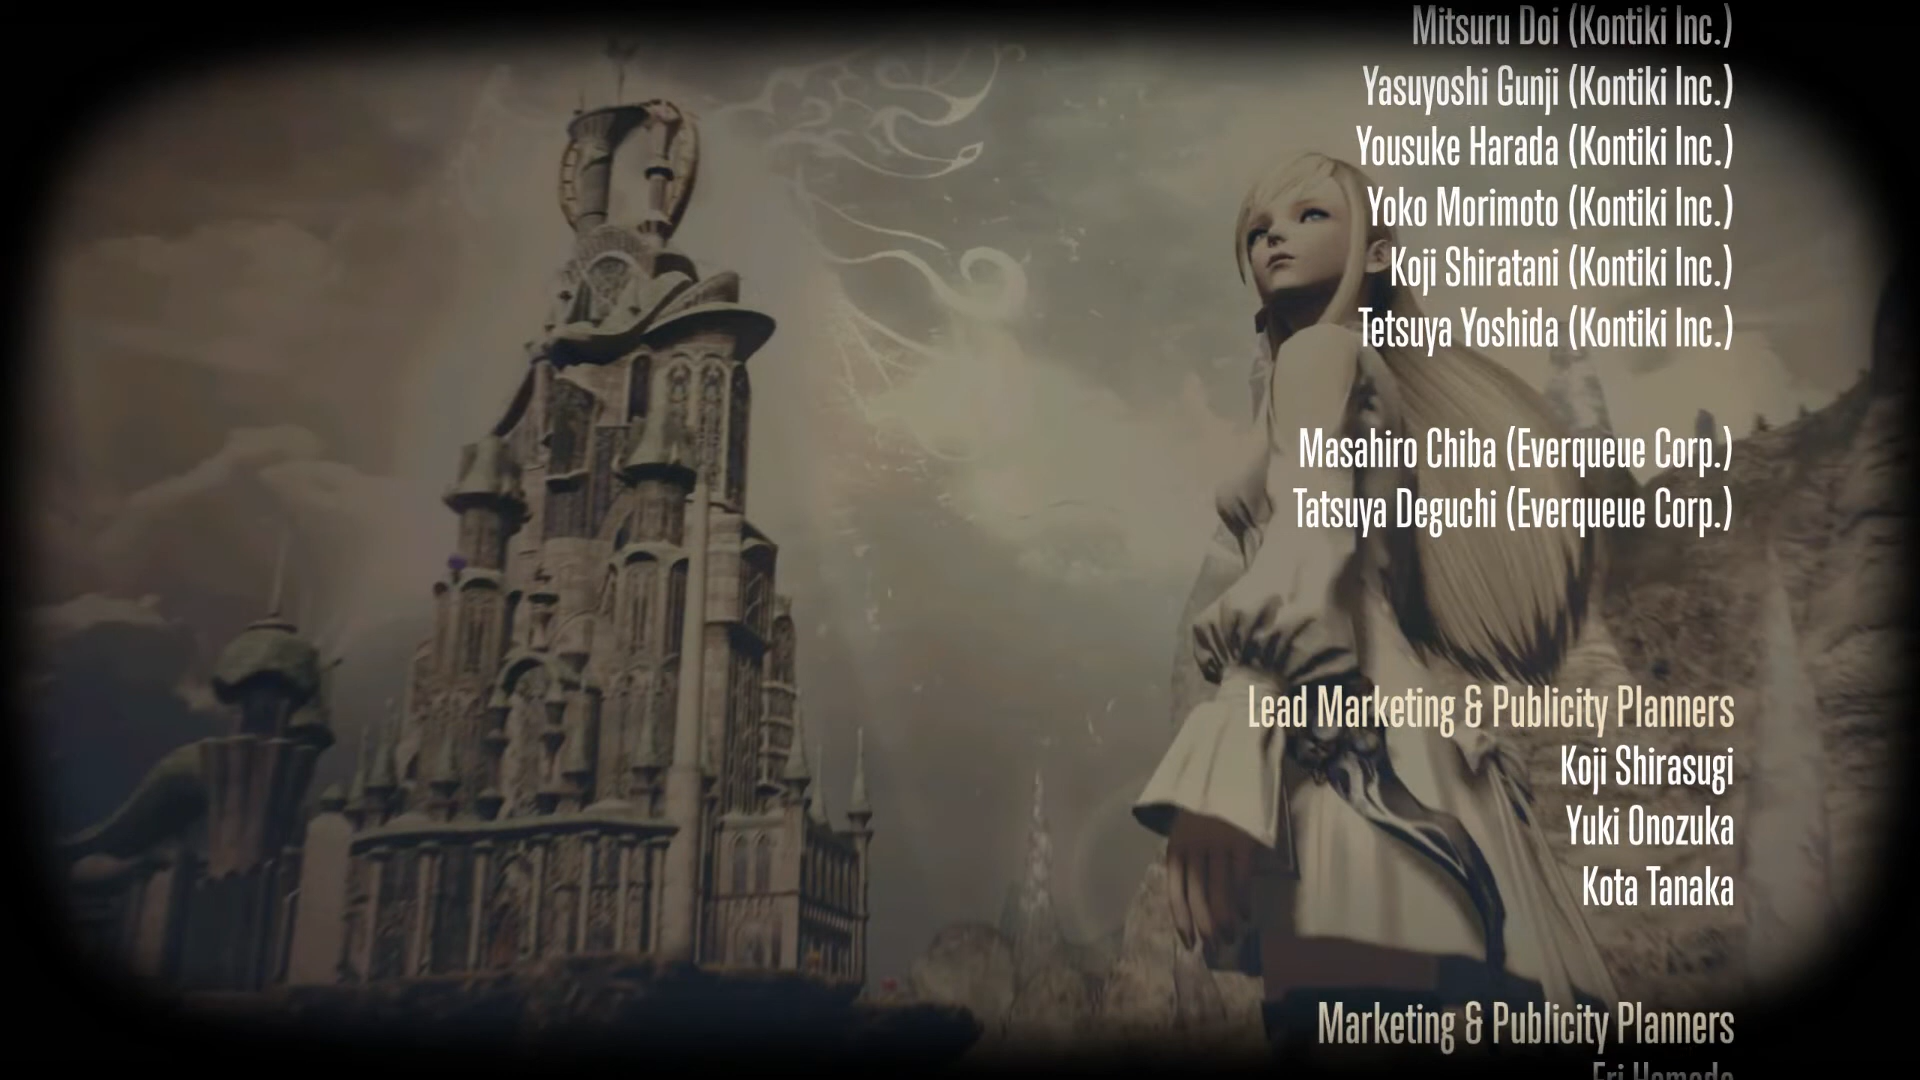 Mitsuru Doi (Kontiki Inc.)
Yasuyoshi Gunji (Kontiki Inc.)
Yousuke Harada (Kontiki Inc.)
Yoko Morimoto (Kontiki Inc.)
Koji Shiratani (Kontiki Inc.)
Tetsuya Yoshida (Kontiki Inc.)
Masahiro Chiba (Everqueue Corp.)
Tatsuya Deguchi (Everqueue Corp.)
Lead Marketing & Publicity Planners
Koji Shirasugi
Yuki Onozuka
Kota Tanaka
Marketing & Publicity Planners